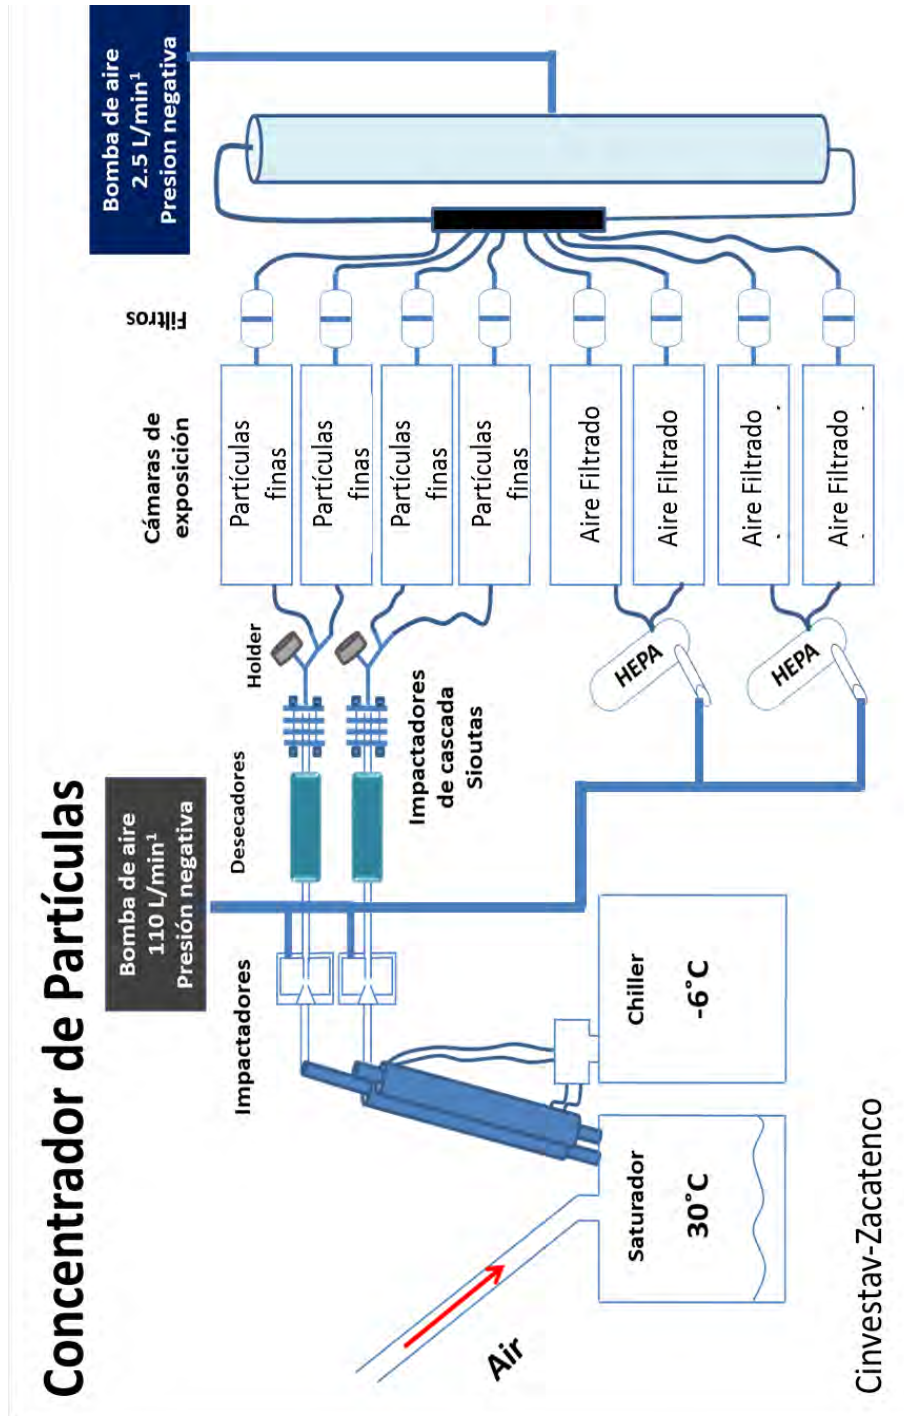 Concentrador de Partículas
Bomba de aire
110 L/min¹
Presión negativa
Bomba de aire
2.5 L/min¹
Presion negativa
Impactadores
Desecadores
Holder
Cámaras de
exposición
Filtros
Partículas
finas
Partículas
finas
Partículas
finas
Partículas
finas
Impactadores
de cascada
Sioutas
Aire Filtrado
Aire Filtrado
Aire Filtrado
Aire Filtrado
HEPA
HEPA
Air
Saturador
30°C
Chiller
-6°C
Cinvestav-Zacatenco